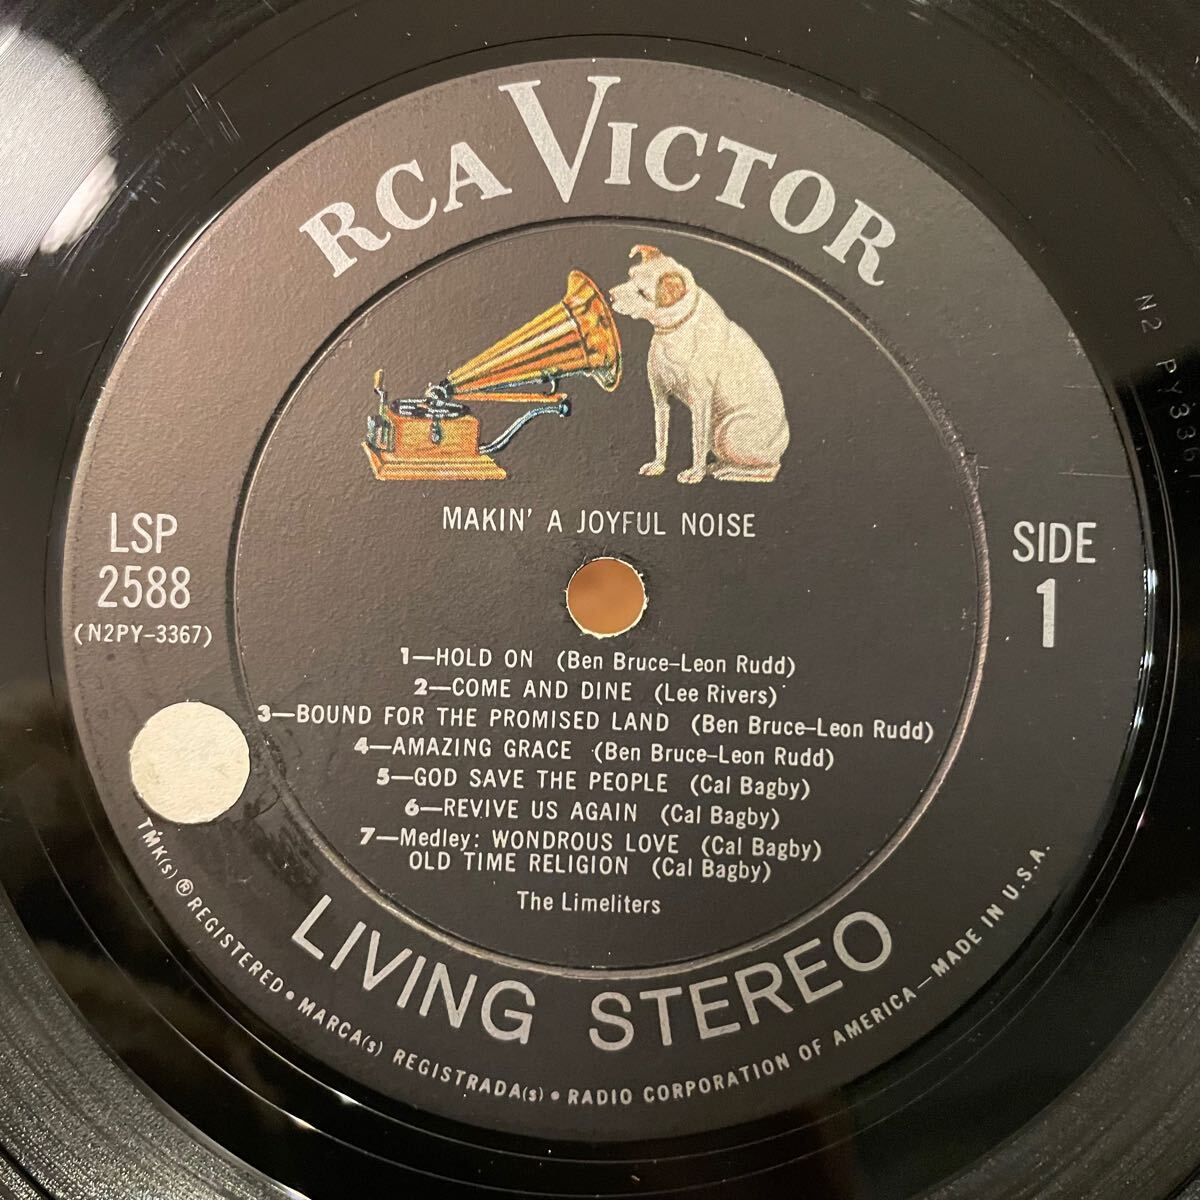 RCA VICTOR
MAKIN' A JOYFUL NOISE
LSP
2588
(N2PY-3367)
SIDE
1
1—HOLD ON (Ben Bruce–Leon Rudd)
2—COME AND DINE (Lee Rivers)
3—BOUND FOR THE PROMISED LAND (Ben Bruce–Leon Rudd)
4—AMAZING GRACE (Ben Bruce–Leon Rudd)
5—GOD SAVE THE PEOPLE (Cal Bagby)
6—REVIVE US AGAIN (Cal Bagby)
7—Medley: WONDROUS LOVE (Cal Bagby)
OLD TIME RELIGION (Cal Bagby)
The Limeliters
LIVING STEREO
TMK(s) ® REGISTERED • MARCA(s) REGISTRADA(s) • RADIO CORPORATION OF AMERICA—MADE IN U.S.A.
N2 PY336